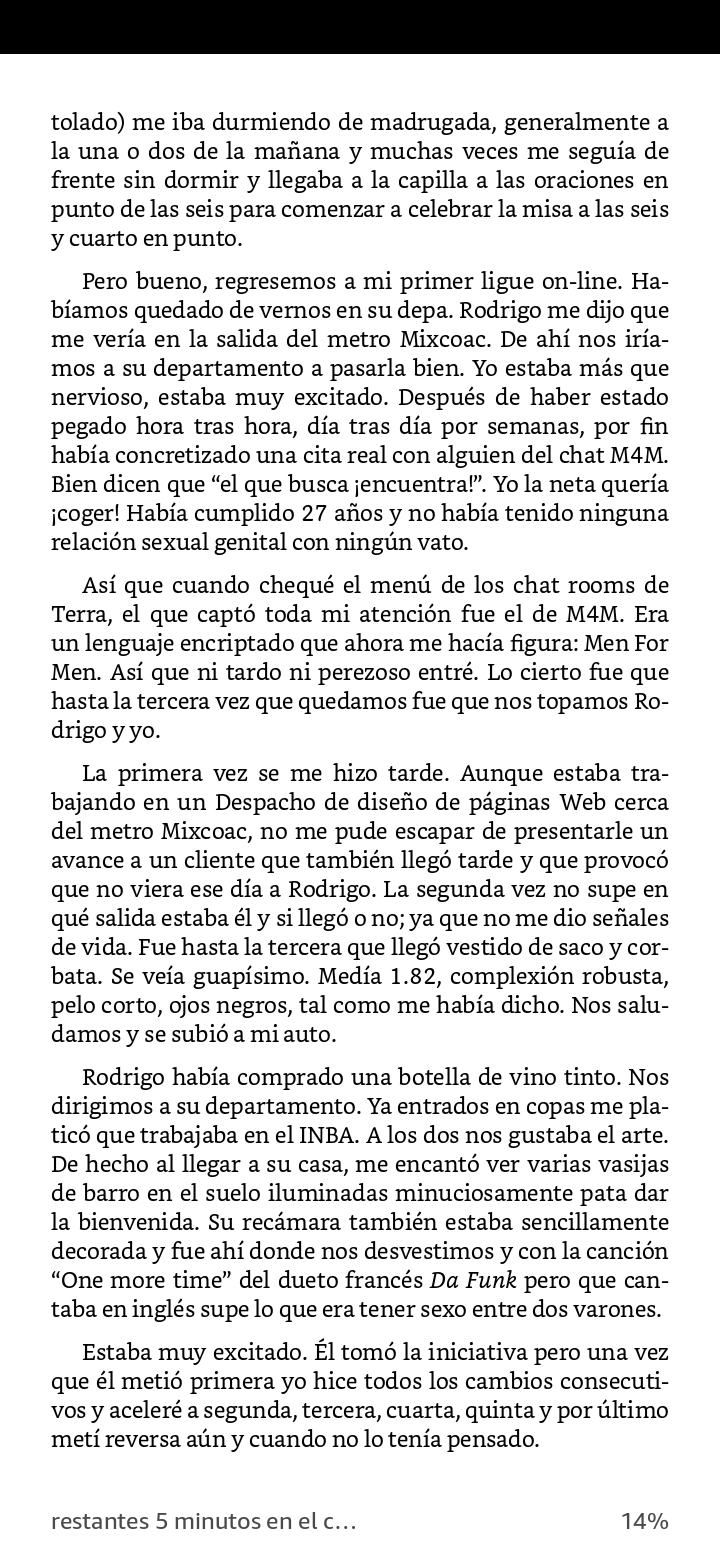 tolado) me iba durmiendo de madrugada, generalmente a
la una o dos de la mañana y muchas veces me seguía de
frente sin dormir y llegaba a la capilla a las oraciones en
punto de las seis para comenzar a celebrar la misa a las seis
y cuarto en punto.
Pero bueno, regresemos a mi primer ligue on-line. Ha-
bíamos quedado de vernos en su depa. Rodrigo me dijo que
me vería en la salida del metro Mixcoac. De ahí nos iría-
mos a su departamento a pasarla bien. Yo estaba más que
nervioso, estaba muy excitado. Después de haber estado
pegado hora tras hora, día tras día por semanas, por fin
había concretizado una cita real con alguien del chat M4M.
Bien dicen que “el que busca ¡encuentra!”. Yo la neta quería
¡coger! Había cumplido 27 años y no había tenido ninguna
relación sexual genital con ningún vato.
Así que cuando chequé el menú de los chat rooms de
Terra, el que captó toda mi atención fue el de M4M. Era
un lenguaje encriptado que ahora me hacía figura: Men For
Men. Así que ni tardo ni perezoso entré. Lo cierto fue que
hasta la tercera vez que quedamos fue que nos topamos Ro-
drigo y yo.
La primera vez se me hizo tarde. Aunque estaba tra-
bajando en un Despacho de diseño de páginas Web cerca
del metro Mixcoac, no me pude escapar de presentarle un
avance a un cliente que también llegó tarde y que provocó
que no viera ese día a Rodrigo. La segunda vez no supe en
qué salida estaba él y si llegó o no; ya que no me dio señales
de vida. Fue hasta la tercera que llegó vestido de saco y cor-
bata. Se veía guapísimo. Medía 1.82, complexión robusta,
pelo corto, ojos negros, tal como me había dicho. Nos salu-
damos y se subió a mi auto.
Rodrigo había comprado una botella de vino tinto. Nos
dirigimos a su departamento. Ya entrados en copas me pla-
ticó que trabajaba en el INBA. A los dos nos gustaba el arte.
De hecho al llegar a su casa, me encantó ver varias vasijas
de barro en el suelo iluminadas minuciosamente pata dar
la bienvenida. Su recámara también estaba sencillamente
decorada y fue ahí donde nos desvestimos y con la canción
“One more time” del dueto francés Da Funk pero que can-
taba en inglés supe lo que era tener sexo entre dos varones.
Estaba muy excitado. Él tomó la iniciativa pero una vez
que él metió primera yo hice todos los cambios consecuti-
vos y aceleré a segunda, tercera, cuarta, quinta y por último
metí reversa aún y cuando no lo tenía pensado.
restantes 5 minutos en el c… 14%